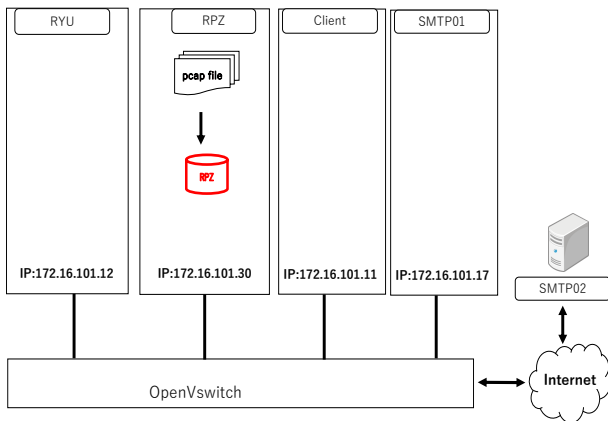 RYU
RPZ
Client
SMTP01
pcap file
RPZ
IP:172.16.101.12
IP:172.16.101.30
IP:172.16.101.11
IP:172.16.101.17
SMTP02
Internet
OpenVswitch